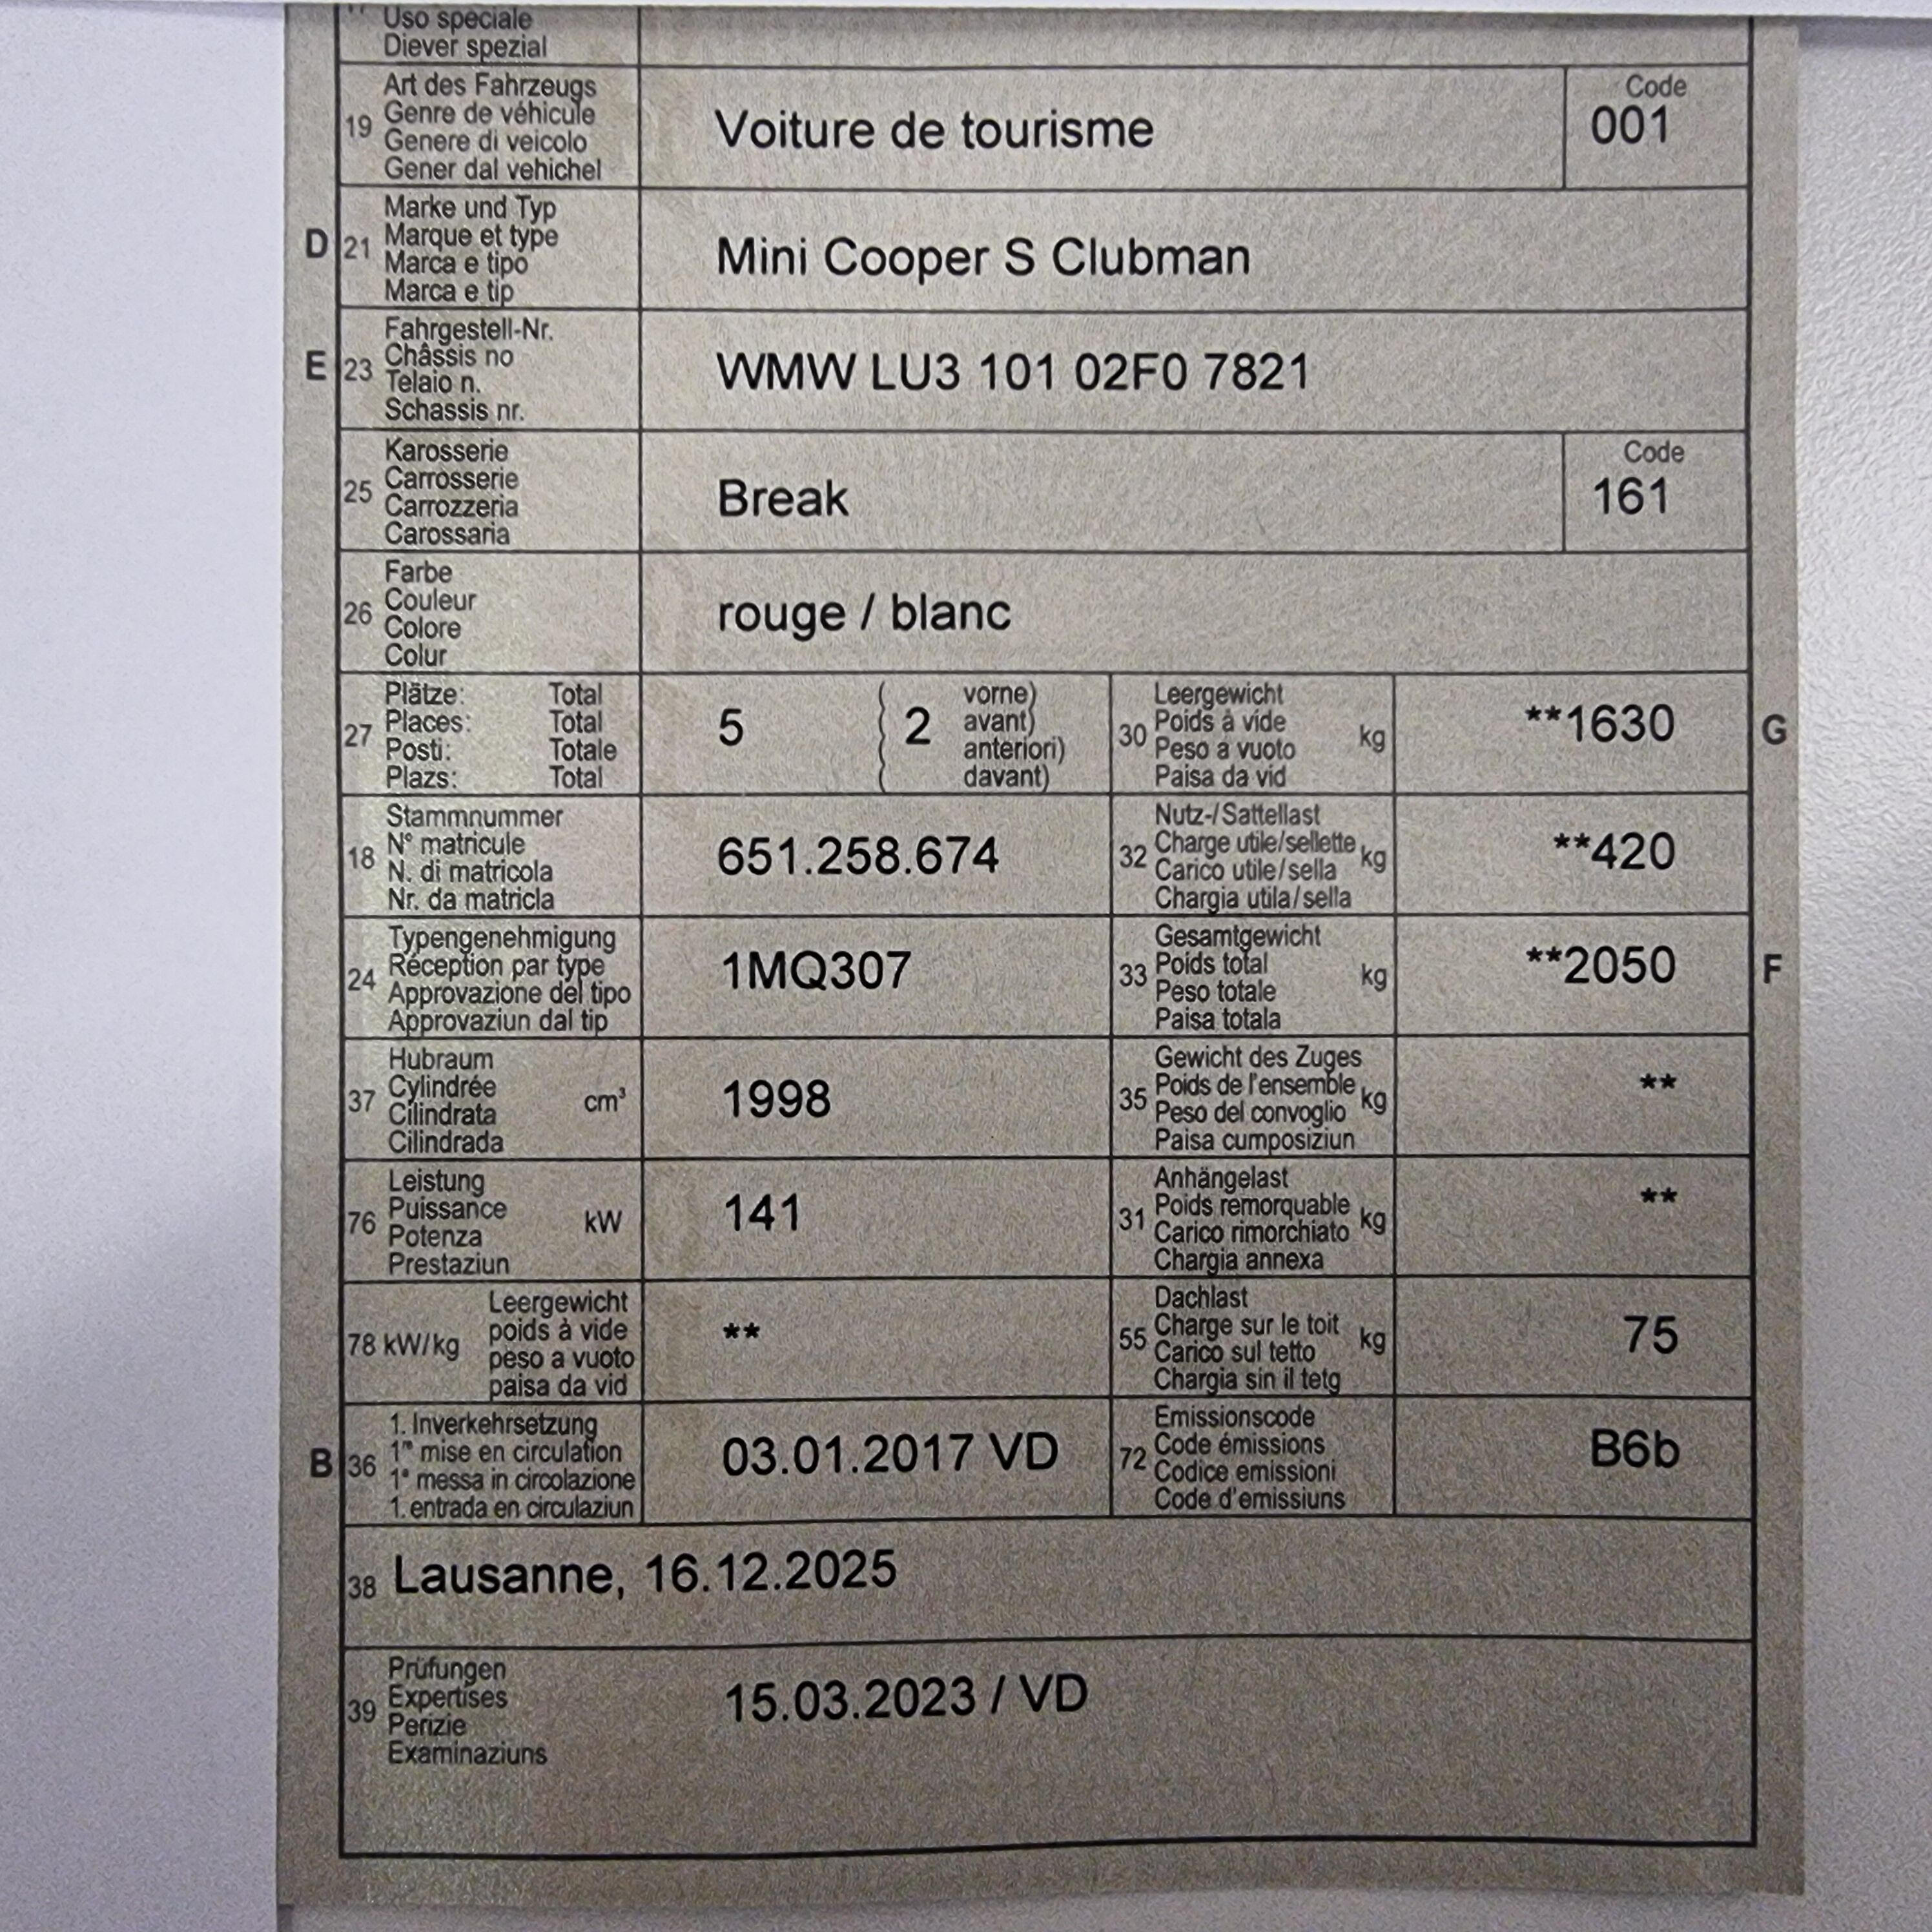 Uso speciale
Diever spezial
19 Art des Fahrzeugs
Genre de véhicule
Genere di veicolo
Gener dal vehichel
Voiture de tourisme
Code
001
D 21 Marke und Typ
Marque et type
Marca e tipo
Marca e tip
Mini Cooper S Clubman
E 23 Fahrgestell-Nr.
Châssis no
Telaio n.
Schassis nr.
WMW LU3 101 02F0 7821
25 Karosserie
Carrosserie
Carrozzeria
Carossaria
Break
Code
161
26 Farbe
Couleur
Colore
Colur
rouge / blanc
27 Plätze: Total
Places: Total
Posti: Totale
Plazs: Total
5
2
vorne)
avant)
anteriori)
davant)
30 Leergewicht
Poids à vide
Peso a vuoto
Paisa da vid
kg
**1630
G
18 Stammnummer
N° matricule
N. di matricola
Nr. da matricla
651.258.674
32 Nutz-/Sattellast
Charge utile/sellette
Carico utile/sella
Chargia utila/sella
kg
**420
24 Typengenehmigung
Réception par type
Approvazione del tipo
Approvaziun dal tip
1MQ307
33 Gesamtgewicht
Poids total
Peso totale
Paisa totala
kg
**2050
F
37 Hubraum
Cylindrée
Cilindrata
Cilindrada
cm³
1998
35 Gewicht des Zuges
Poids de l'ensemble
Peso del convoglio
Paisa cumposiziun
kg
**
76 Leistung
Puissance
Potenza
Prestaziun
kW
141
31 Anhängelast
Poids remorquable
Carico rimorchiato
Chargia annexa
kg
**
78 kW/kg
Leergewicht
poids à vide
peso a vuoto
paisa da vid
**
55 Dachlast
Charge sur le toit
Carico sul tetto
Chargia sin il tetg
kg
75
B 36 1. Inverkehrsetzung
1re mise en circulation
1a messa in circolazione
1. entrada en circulaziun
03.01.2017 VD
72 Emissionscode
Code émissions
Codice emissioni
Code d'emissiuns
B6b
38 Lausanne, 16.12.2025
39 Prüfungen
Expertises
Perizie
Examinaziuns
15.03.2023 / VD